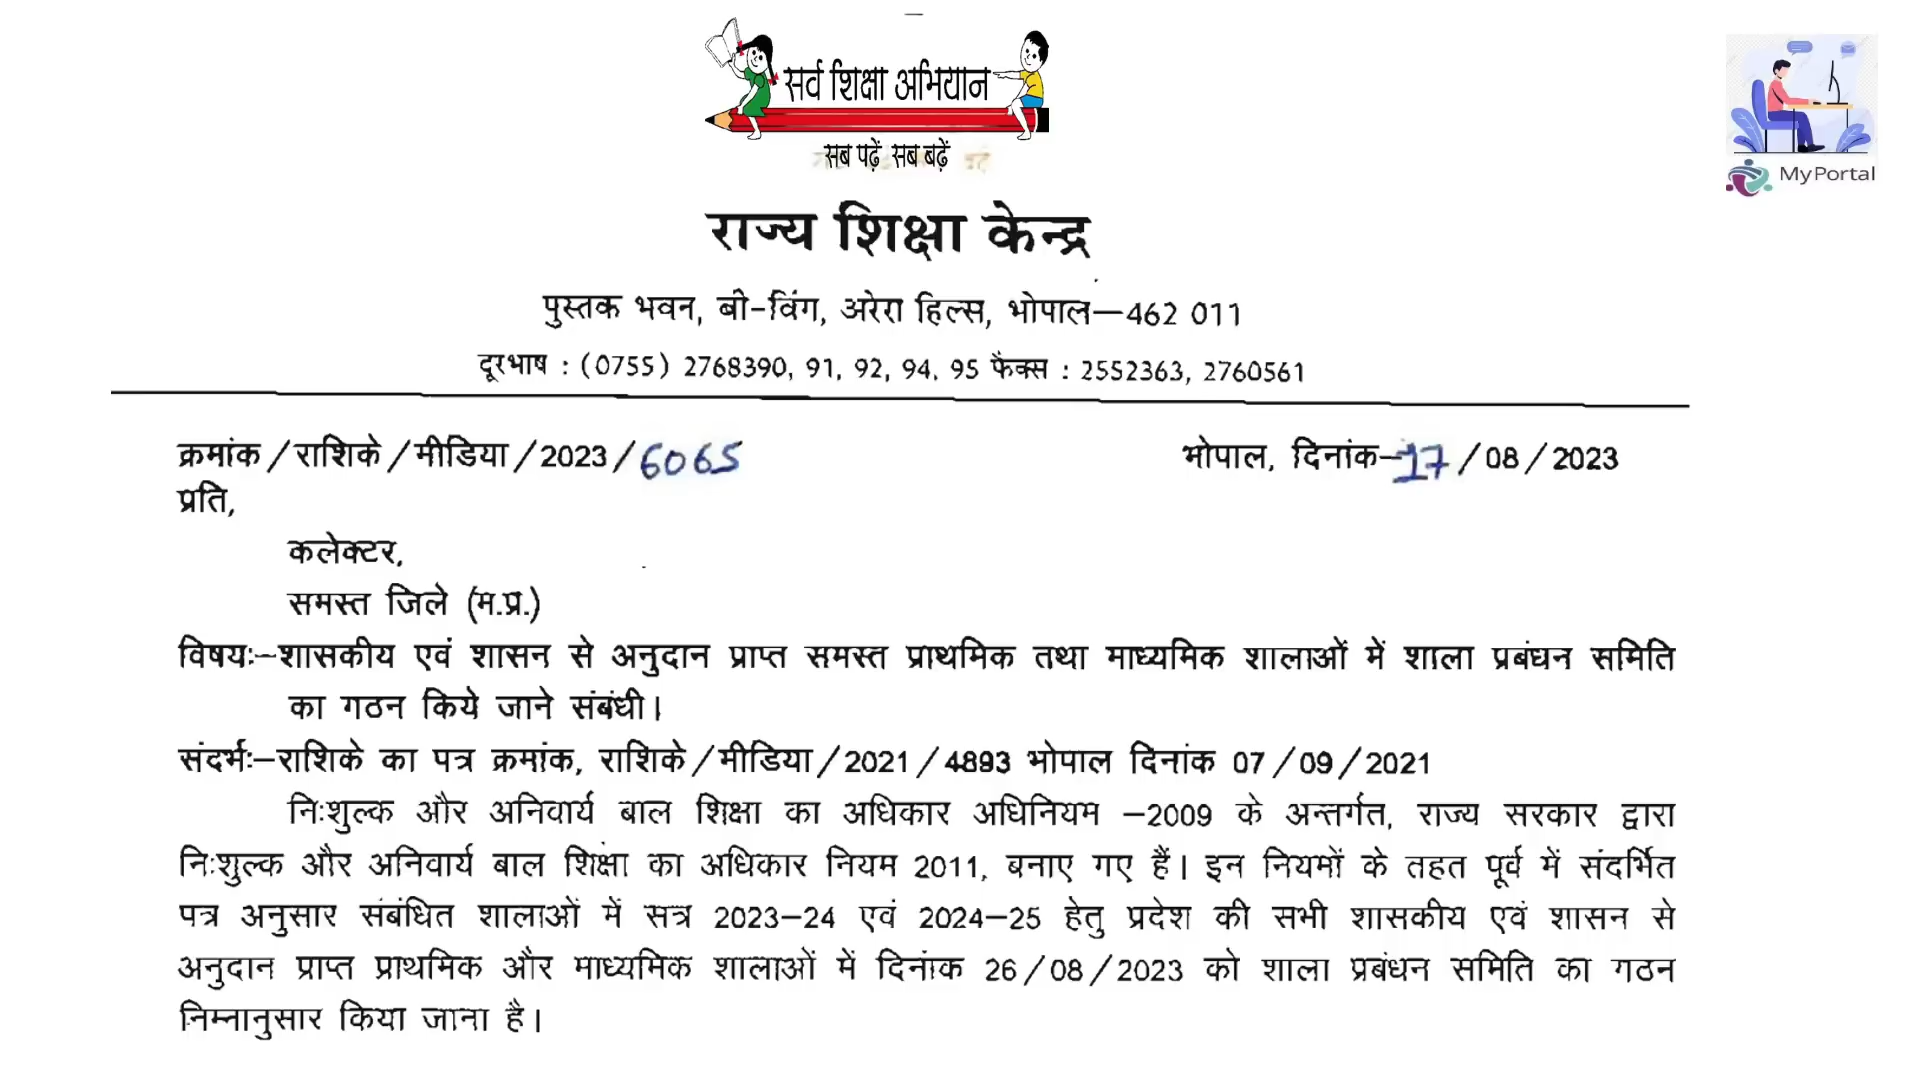 सर्व शिक्षा अभियान
सब पढ़ें सब बढ़ें
MyPortal
राज्य शिक्षा केन्द्र
पुस्तक भवन, बी-विंग, अरेरा हिल्स, भोपाल–462 011
दूरभाष : (0755) 2768390, 91, 92, 94, 95 फैक्स : 2552363, 2760561
क्रमांक/राशिके/मीडिया/2023/6065 भोपाल, दिनांक–17/08/2023
प्रति,
कलेक्टर,
समस्त जिले (म.प्र.)
विषयः–शासकीय एवं शासन से अनुदान प्राप्त समस्त प्राथमिक तथा माध्यमिक शालाओं में शाला प्रबंधन समिति
का गठन किये जाने संबंधी।
संदर्भः–राशिके का पत्र क्रमांक, राशिके/मीडिया/2021/4893 भोपाल दिनांक 07/09/2021
निःशुल्क और अनिवार्य बाल शिक्षा का अधिकार अधिनियम –2009 के अन्तर्गत, राज्य सरकार द्वारा
निःशुल्क और अनिवार्य बाल शिक्षा का अधिकार नियम 2011, बनाए गए हैं। इन नियमों के तहत पूर्व में संदर्भित
पत्र अनुसार संबंधित शालाओं में सत्र 2023–24 एवं 2024–25 हेतु प्रदेश की सभी शासकीय एवं शासन से
अनुदान प्राप्त प्राथमिक और माध्यमिक शालाओं में दिनांक 26/08/2023 को शाला प्रबंधन समिति का गठन
निम्नानुसार किया जाना है।